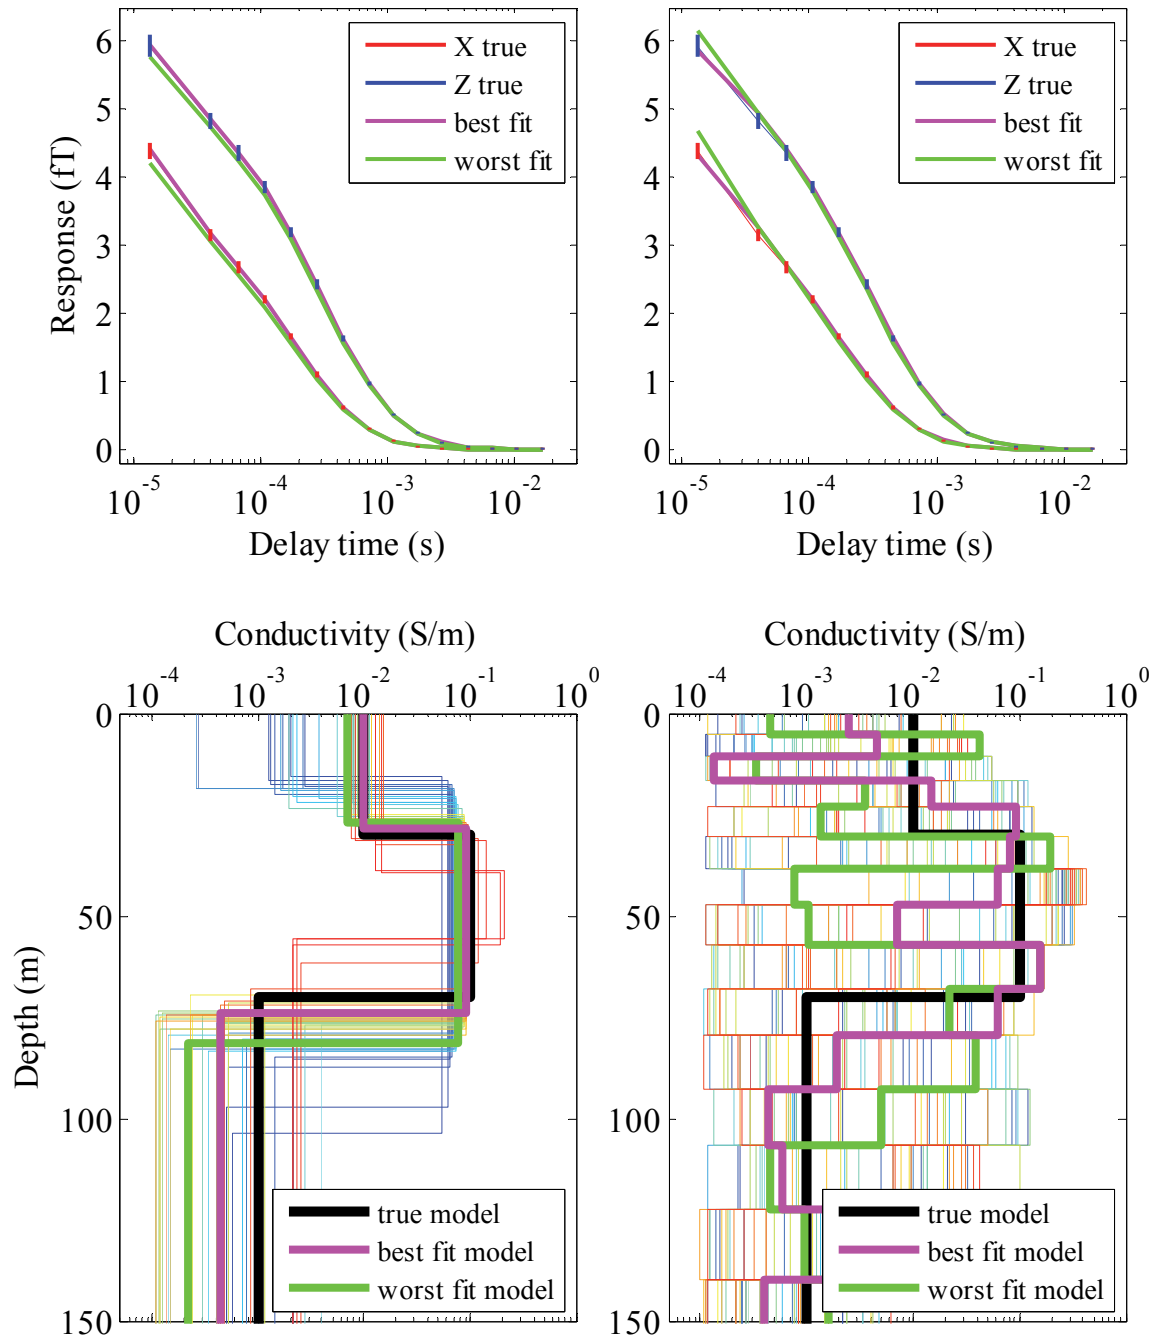 6
5
4
3
2
1
0
Response (fT)
X true
Z true
best fit
worst fit
10^-5
10^-4
10^-3
10^-2
Delay time (s)
6
5
4
3
2
1
0
X true
Z true
best fit
worst fit
10^-5
10^-4
10^-3
10^-2
Delay time (s)
Conductivity (S/m)
10^-4
10^-3
10^-2
10^-1
10^0
0
50
100
150
Depth (m)
true model
best fit model
worst fit model
Conductivity (S/m)
10^-4
10^-3
10^-2
10^-1
10^0
0
50
100
150
true model
best fit model
worst fit model